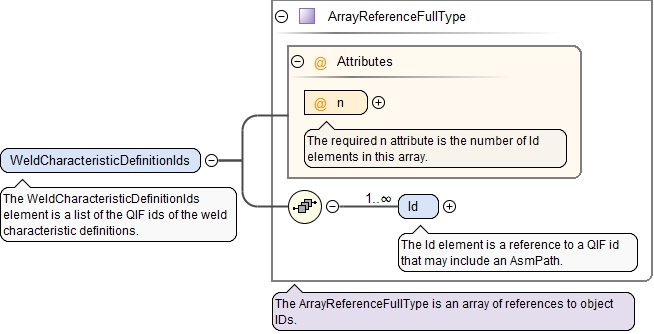 ArrayReferenceFullType
@ Attributes
@ n
The required n attribute is the number of Id
elements in this array.
WeldCharacteristicDefinitionIds
The WeldCharacteristicDefinitionIds
element is a list of the QIF ids of the weld
characteristic definitions.
1..∞
Id
The Id element is a reference to a QIF id
that may include an AsmPath.
The ArrayReferenceFullType is an array of references to object
IDs.